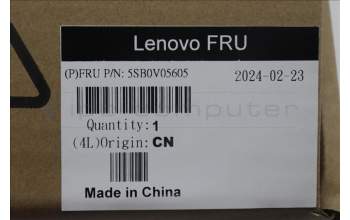 Lenovo FRU
(P)FRU P/N: 5SB0V05605 2024-02-23
Quantity: 1
(4L)Origin: CN
Made in China